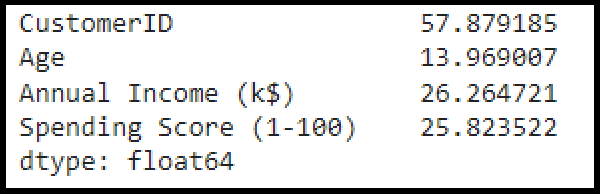 CustomerID 57.879185
Age 13.969007
Annual Income (k$) 26.264721
Spending Score (1-100) 25.823522
dtype: float64